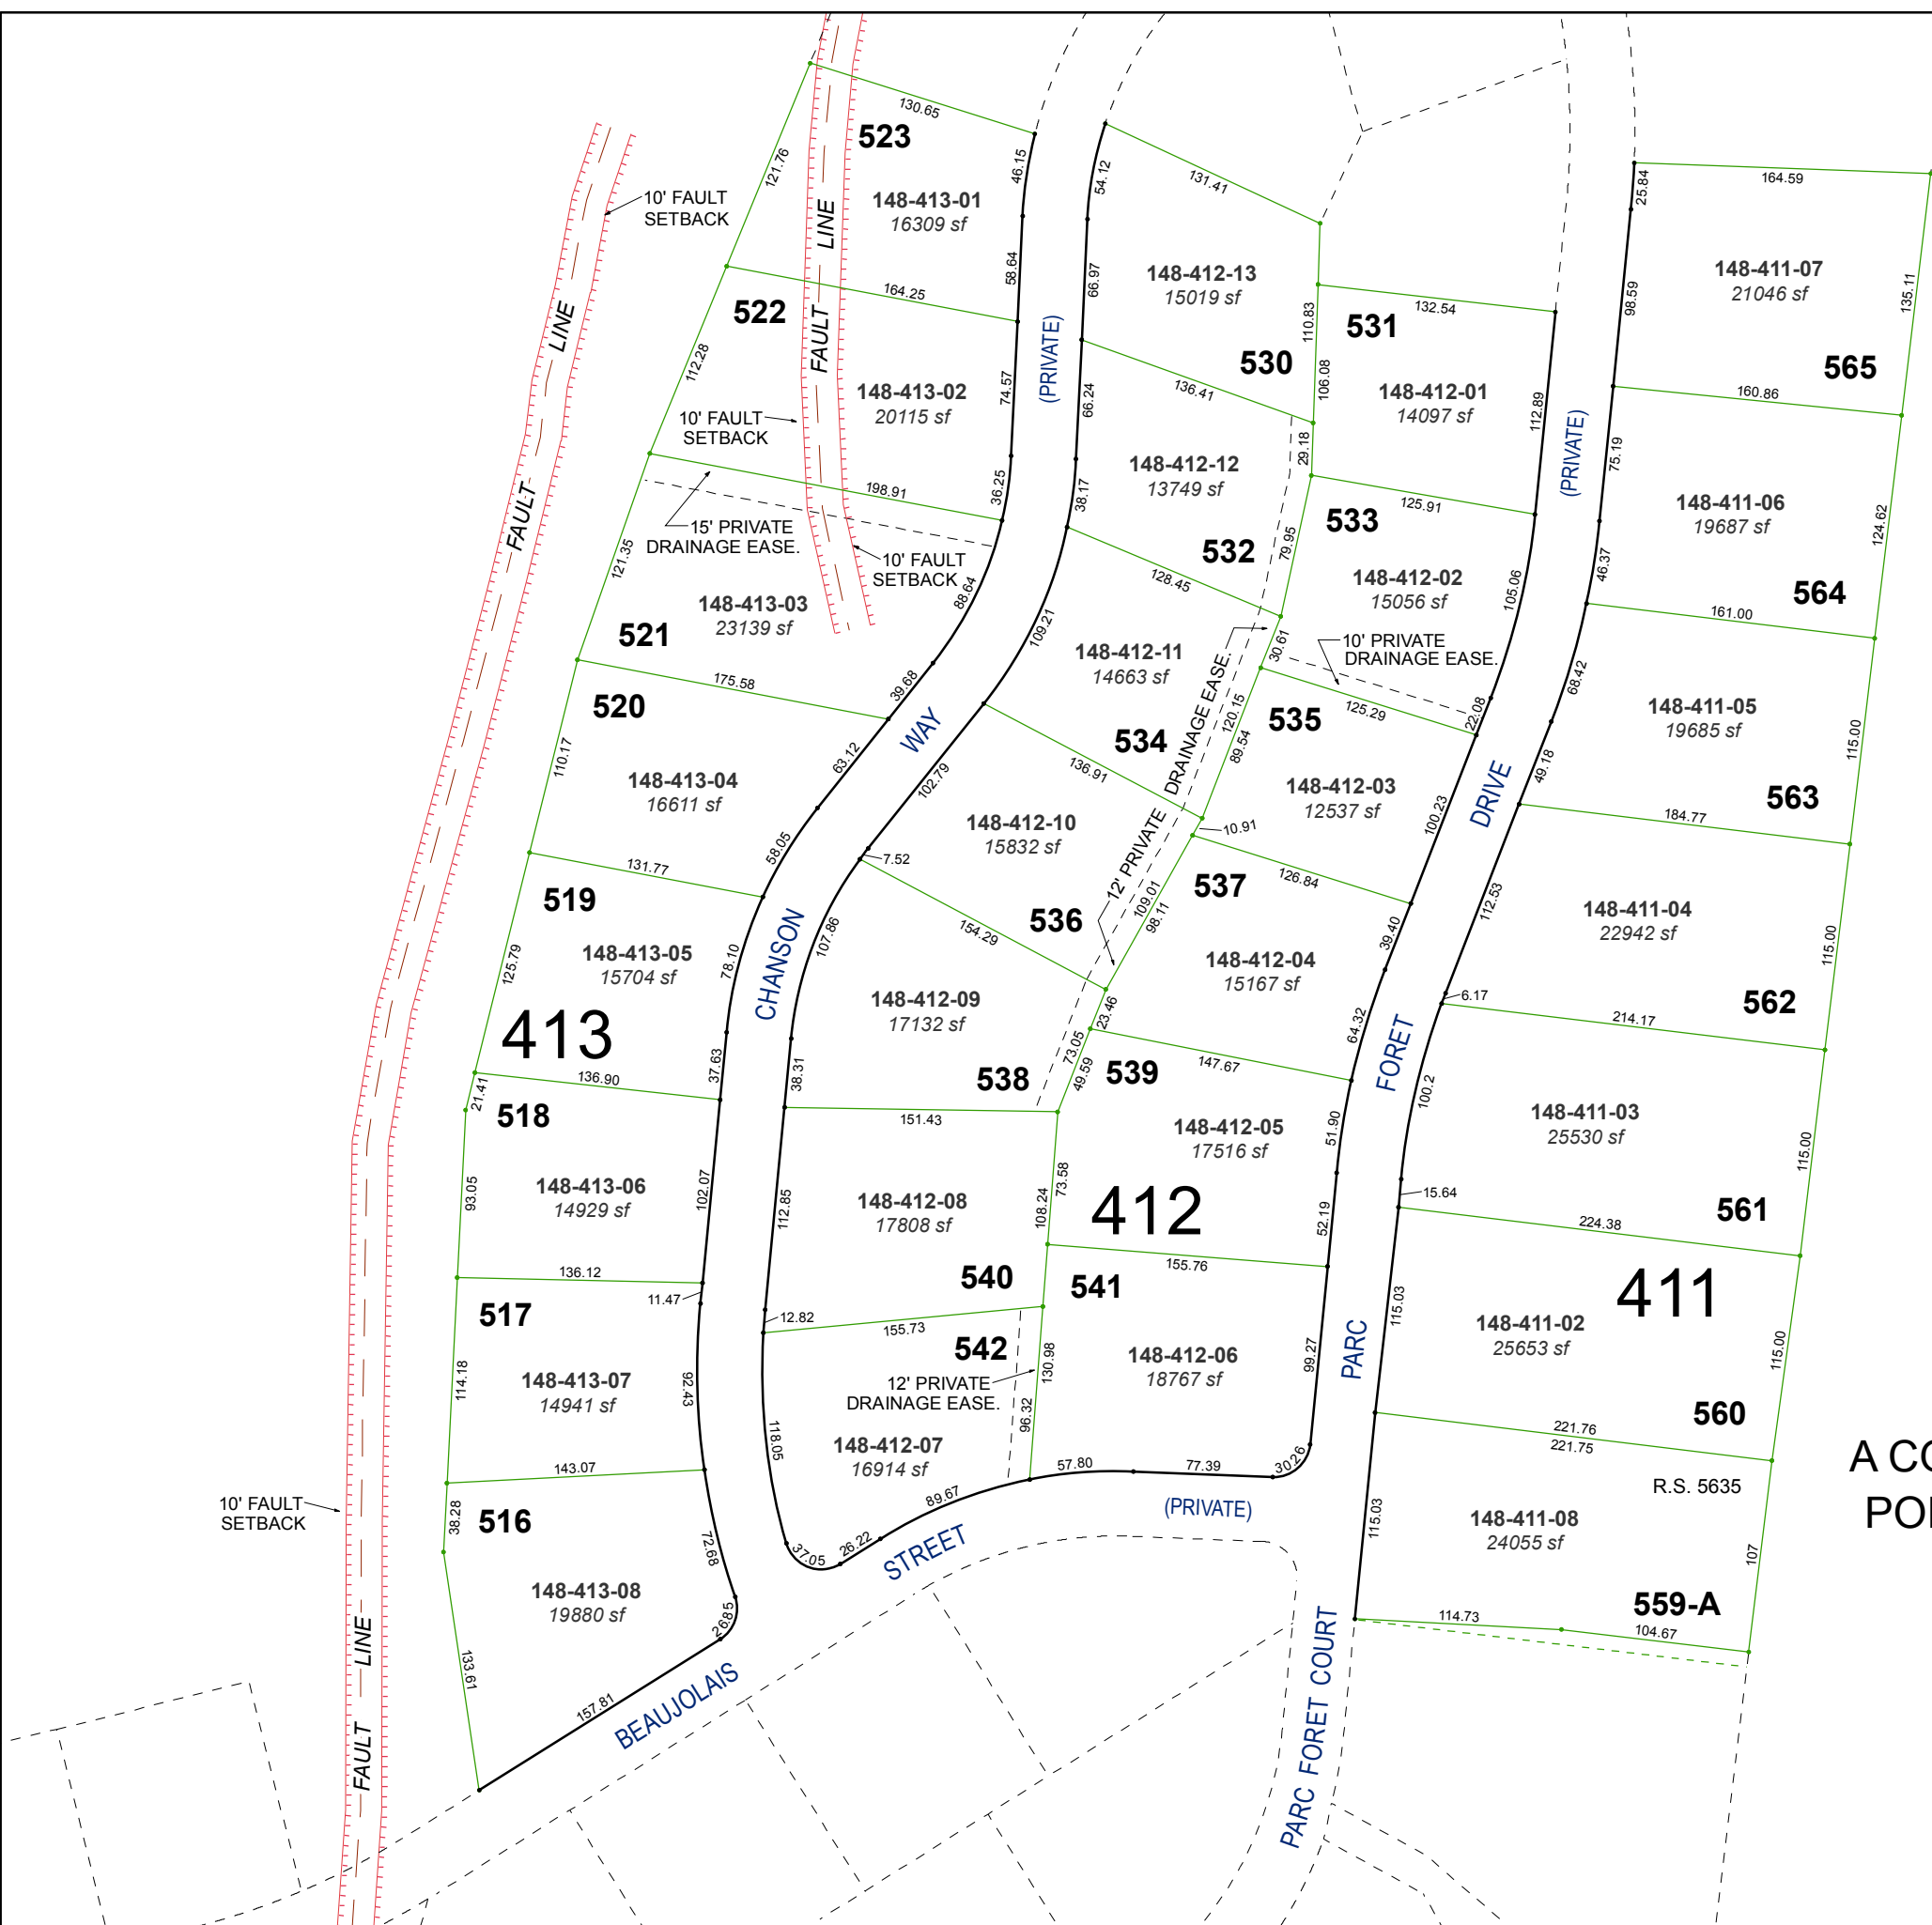 130.65
523
121.76
46.15
54.12
131.41
164.59
25.84
10' FAULT
SETBACK
148-413-01
16309 sf
FAULT LINE
58.64
66.97
148-412-13
15019 sf
148-411-07
21046 sf
98.59
135.11
164.25
522
(PRIVATE)
110.83
132.54
531
530
565
112.28
FAULT LINE
148-413-02
20115 sf
74.57
66.24
136.41
106.08
148-412-01
14097 sf
112.89
160.86
10' FAULT
SETBACK
(PRIVATE)
29.18
75.19
148-412-12
13749 sf
198.91
36.25
38.17
125.91
148-411-06
19687 sf
15' PRIVATE
DRAINAGE EASE.
533
532
79.95
124.62
121.35
10' FAULT
SETBACK
88.64
128.45
148-412-02
15056 sf
105.06
46.37
564
148-413-03
23139 sf
161.00
521
109.21
148-412-11
14663 sf
30.61
10' PRIVATE
DRAINAGE EASE.
68.42
175.58
39.68
520
120.15
125.29
22.08
148-411-05
19685 sf
115.00
WAY
534
89.54
535
110.17
63.12
148-413-04
16611 sf
102.79
136.91
148-412-03
12537 sf
49.18
DRIVE
563
184.77
100.23
148-412-10
15832 sf
10.91
12' PRIVATE DRAINAGE EASE.
58.05
7.52
131.77
519
126.84
537
536
109.01
98.11
112.53
148-411-04
22942 sf
154.29
39.40
107.86
78.10
CHANSON
148-413-05
15704 sf
125.79
148-412-04
15167 sf
115.00
148-412-09
17132 sf
6.17
562
23.46
214.17
413
64.32
73.05
49.59
147.67
FORET
37.63
38.31
538
539
136.90
21.41
518
151.43
100.2
148-411-03
25530 sf
148-412-05
17516 sf
51.90
115.00
93.05
102.07
148-413-06
14929 sf
112.85
148-412-08
17808 sf
73.58
108.24
412
15.64
561
52.19
224.38
155.76
136.12
11.47
540
541
411
517
12.82
155.73
542
115.03
148-411-02
25653 sf
115.00
PARC
99.27
148-412-06
18767 sf
130.98
12' PRIVATE
DRAINAGE EASE.
114.18
148-413-07
14941 sf
92.43
96.32
560
221.76
221.75
118.05
148-412-07
16914 sf
143.07
57.80
77.39
30.26
R.S. 5635
A CO
PO
10' FAULT
SETBACK
38.28
516
89.67
(PRIVATE)
148-411-08
24055 sf
115.03
72.68
37.05
26.22
STREET
107
148-413-08
19880 sf
26.85
559-A
114.73
104.67
FAULT LINE
133.61
157.81
BEAUJOLAIS
PARC FORET COURT